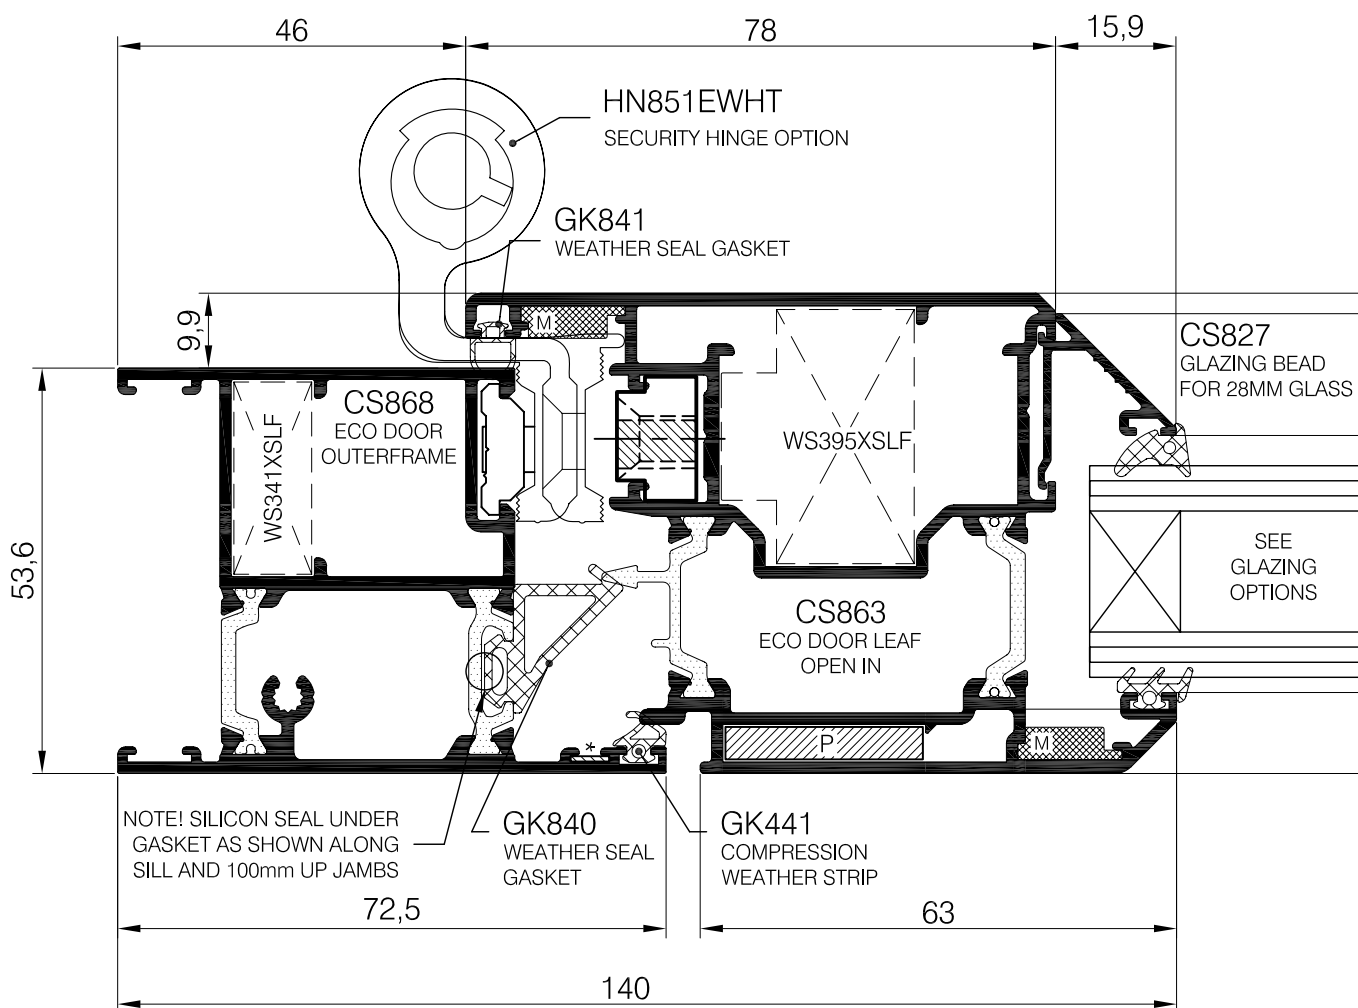 46
78
15,9
HN851EWHT
SECURITY HINGE OPTION
GK841
WEATHER SEAL GASKET
9,9
M
CS827
GLAZING BEAD
FOR 28MM GLASS
CS868
ECO DOOR
OUTERFRAME
WS341XSLF
WS395XSLF
53,6
SEE
GLAZING
OPTIONS
CS863
ECO DOOR LEAF
OPEN IN
*
P
M
NOTE! SILICON SEAL UNDER
GASKET AS SHOWN ALONG
SILL AND 100mm UP JAMBS
GK840
WEATHER SEAL
GASKET
GK441
COMPRESSION
WEATHER STRIP
72,5
63
140